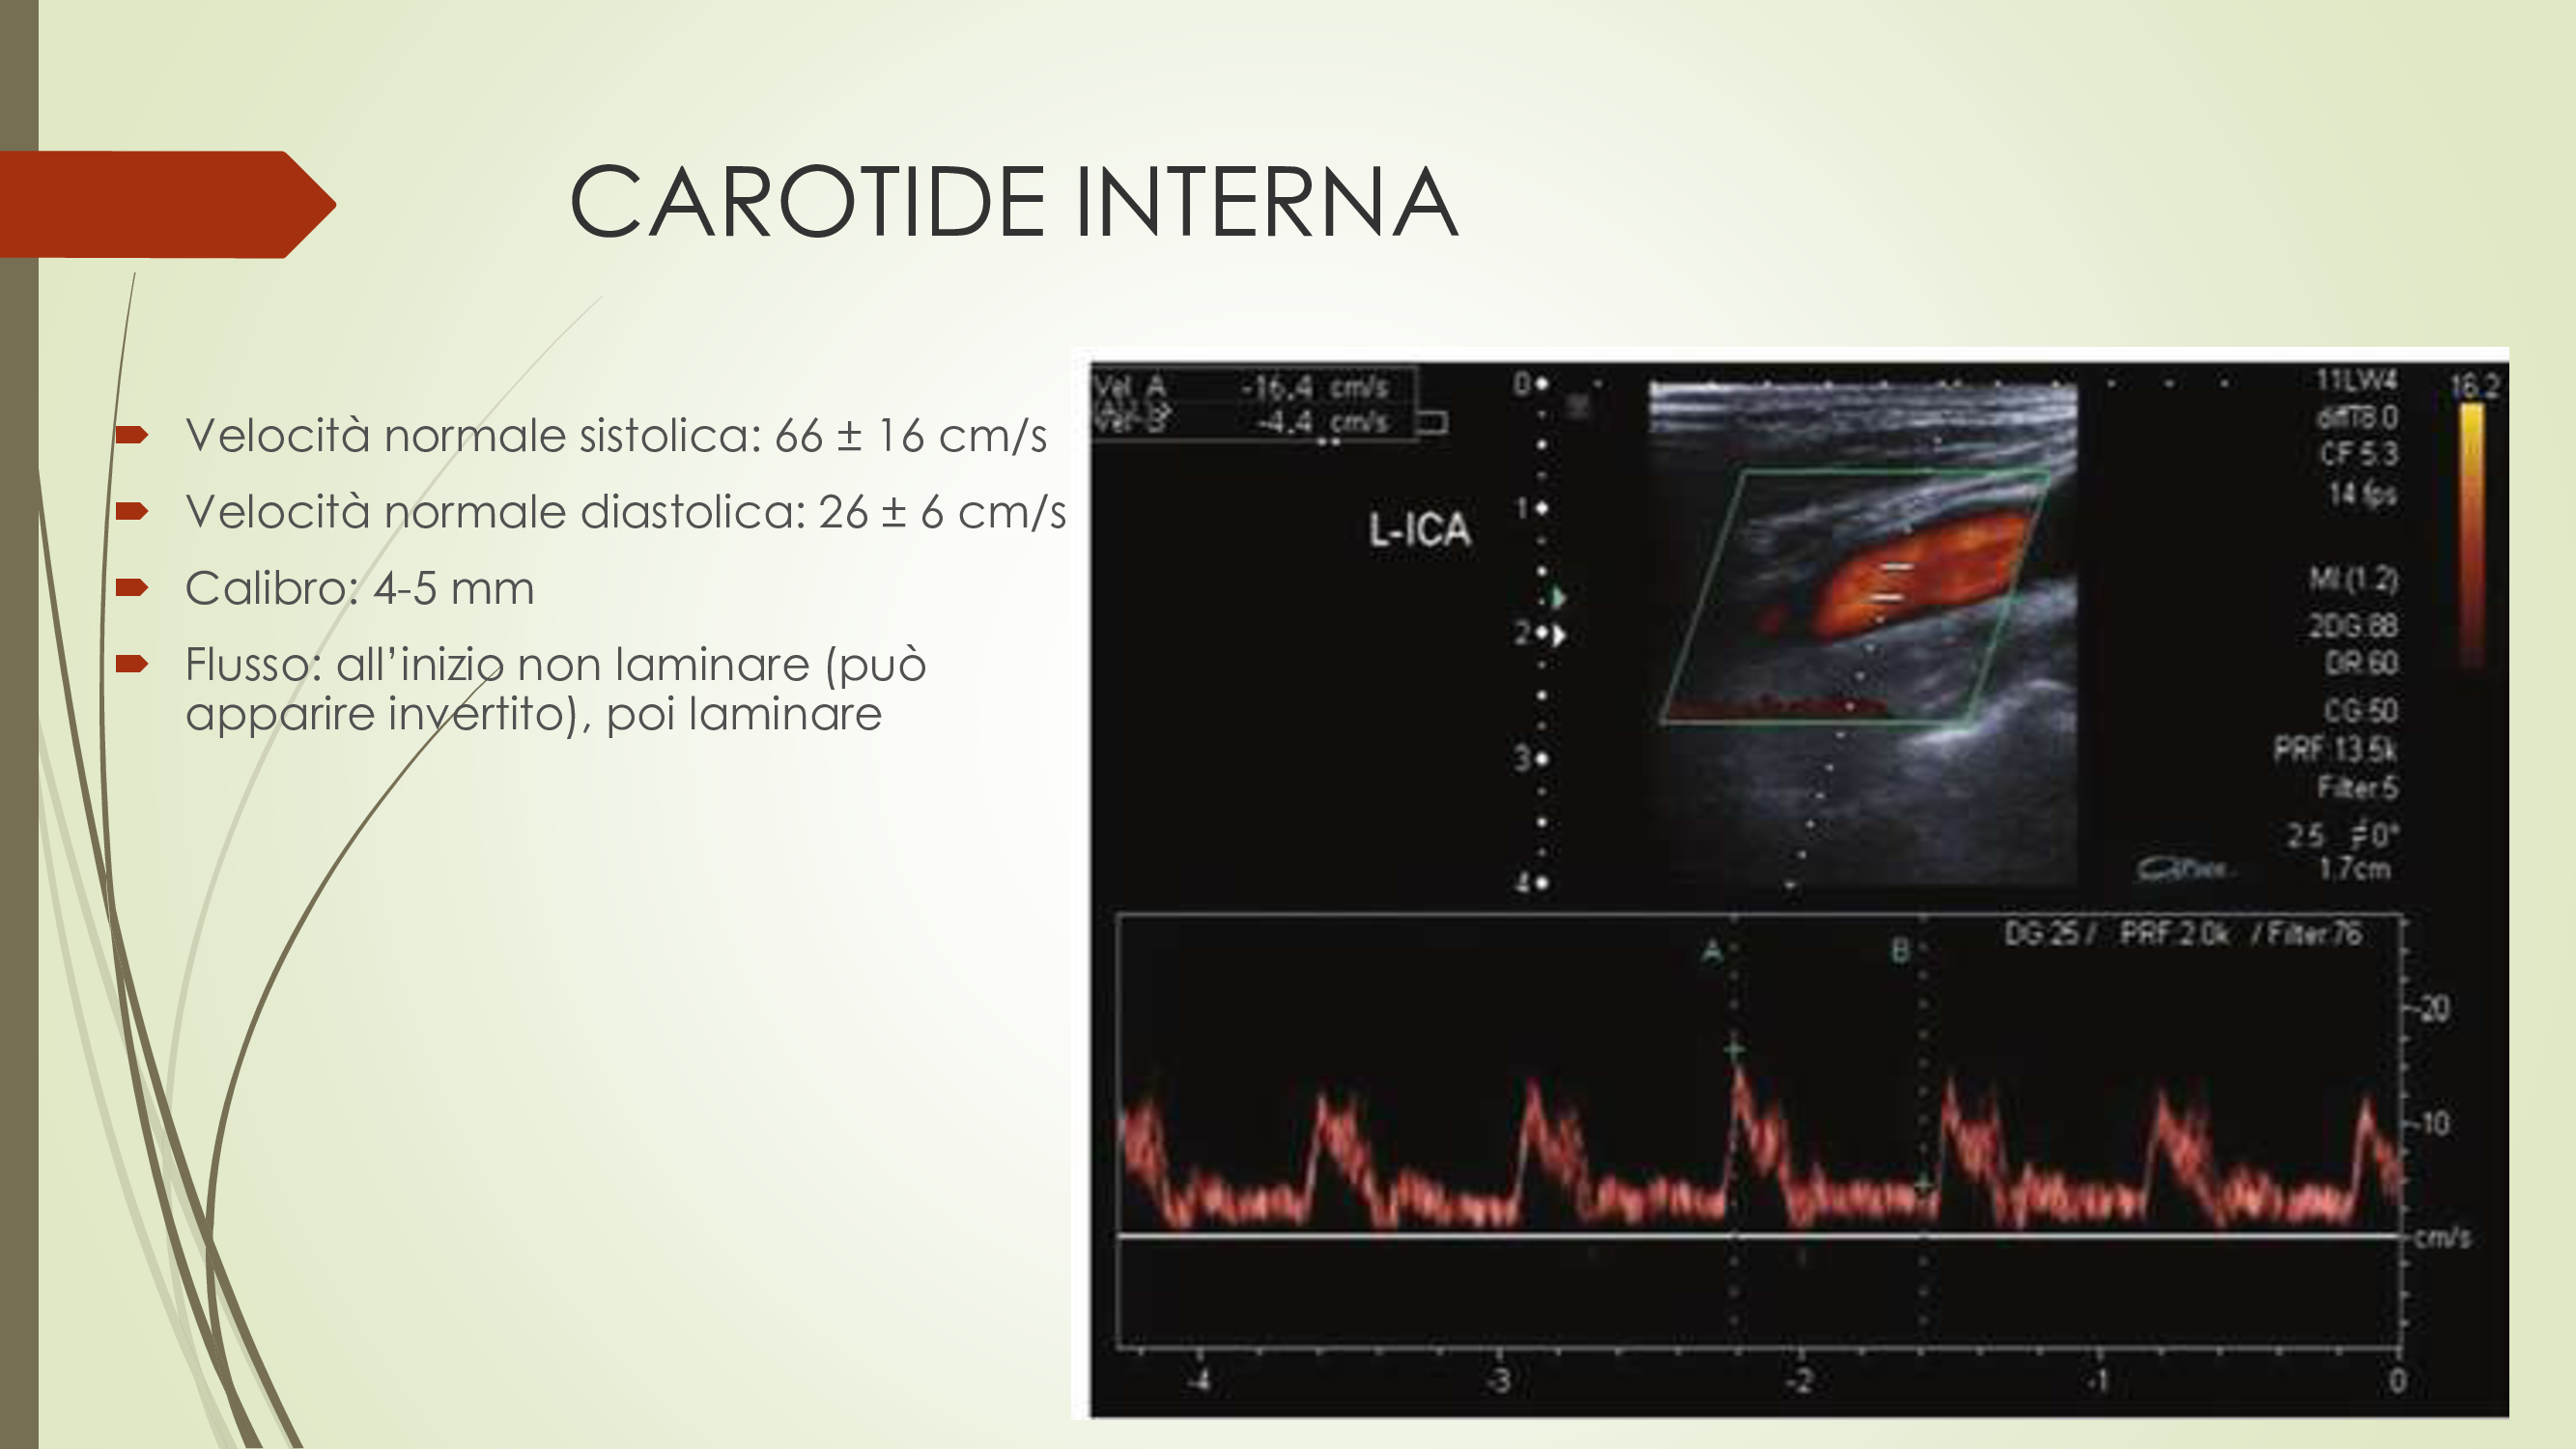 CAROTIDE INTERNA
Velocità normale sistolica: 66 ± 16 cm/s
Velocità normale diastolica: 26 ± 6 cm/s
Calibro: 4-5 mm
Flusso: all’inizio non laminare (può
apparire invertito), poi laminare
Vel A -16.4 cm/s
Vel B -4.4 cm/s
L-ICA
0
1
2
3
4
11LW4
diffT8.0
CF 5.3
14 fps
MI (1.2)
2DG:88
DR:60
CG:50
PRF 13.5k
Filter:5
2.5 0°
1.7cm
16.2
A B
DG:25 / PRF:2.0k / Filter:76
-20
-10
cm/s
-4 -3 -2 -1 0